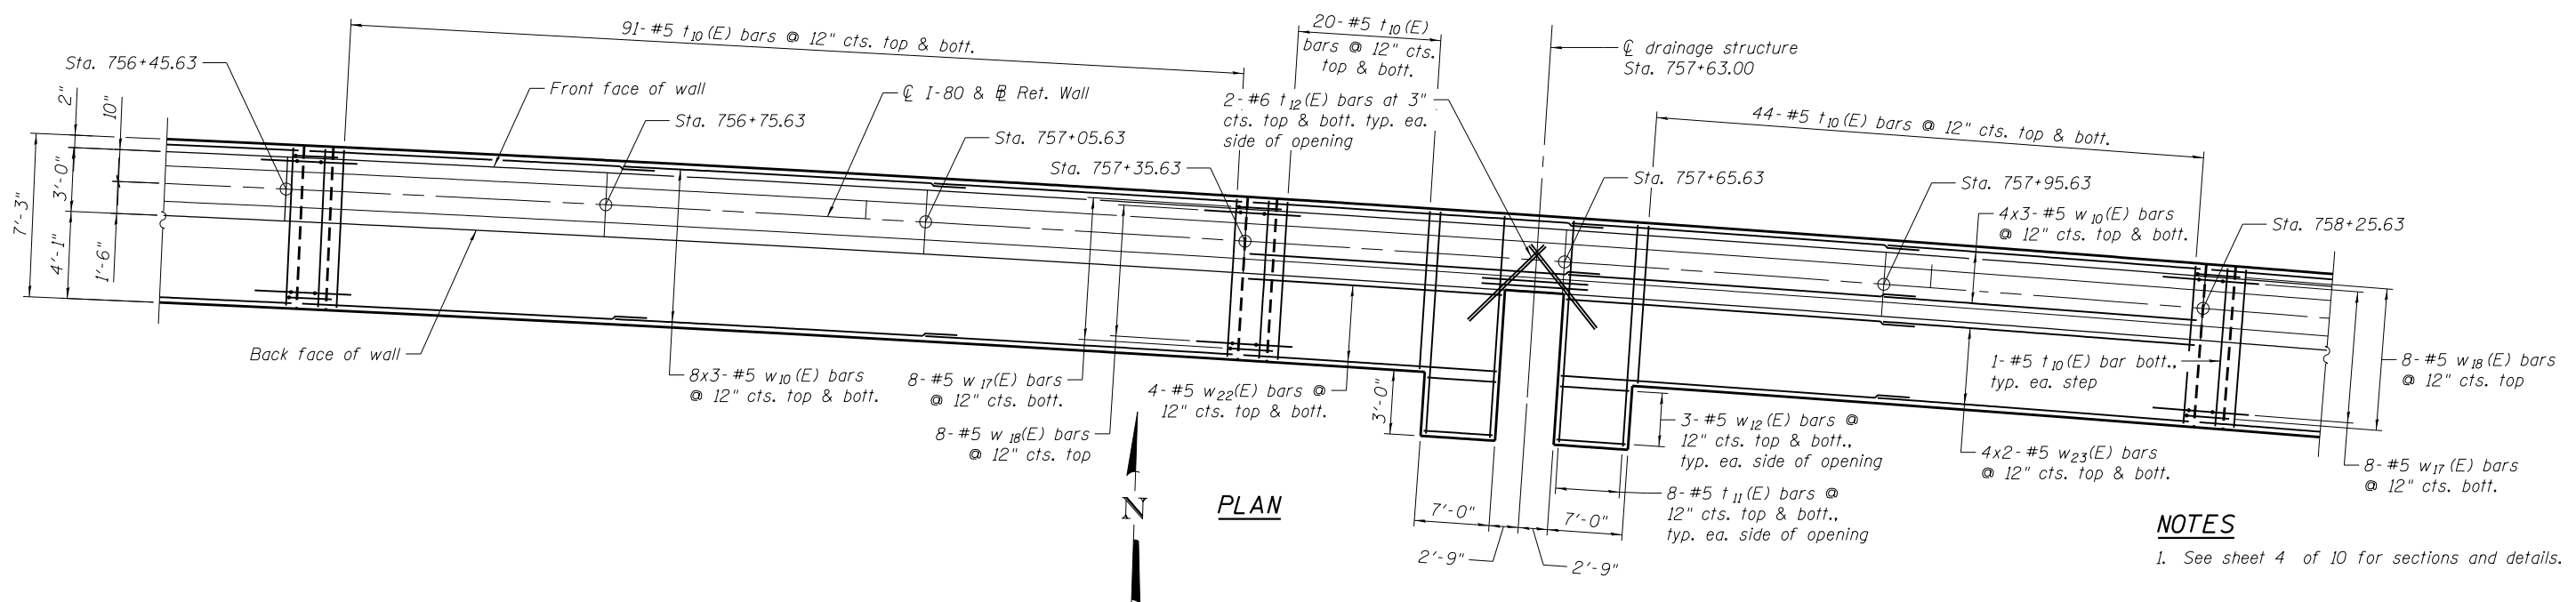 91-#5 t10(E) bars @ 12" cts. top & bott.
20-#5 t10(E)
bars @ 12" cts.
top & bott.
℄ drainage structure
Sta. 757+63.00
Sta. 756+45.63
Front face of wall
℄ I-80 & ⅊ Ret. Wall
2-#6 t12(E) bars at 3"
cts. top & bott. typ. ea.
side of opening
44-#5 t10(E) bars @ 12" cts. top & bott.
Sta. 756+75.63
Sta. 757+05.63
Sta. 757+35.63
Sta. 757+65.63
Sta. 757+95.63
4x3-#5 w10(E) bars
@ 12" cts. top & bott.
Sta. 758+25.63
2"
10"
7'-3"
3'-0"
4'-1"
1'-6"
Back face of wall
8x3-#5 w10(E) bars
@ 12" cts. top & bott.
8-#5 w17(E) bars
@ 12" cts. bott.
8-#5 w18(E) bars
@ 12" cts. top
4-#5 w22(E) bars @
12" cts. top & bott.
3'-0"
3-#5 w12(E) bars @
12" cts. top & bott.,
typ. ea. side of opening
8-#5 t11(E) bars @
12" cts. top & bott.,
typ. ea. side of opening
1-#5 t10(E) bar bott.,
typ. ea. step
4x2-#5 w23(E) bars
@ 12" cts. top & bott.
8-#5 w18(E) bars
@ 12" cts. top
8-#5 w17(E) bars
@ 12" cts. bott.
7'-0"
7'-0"
2'-9"
2'-9"
N
PLAN
NOTES
1. See sheet 4 of 10 for sections and details.